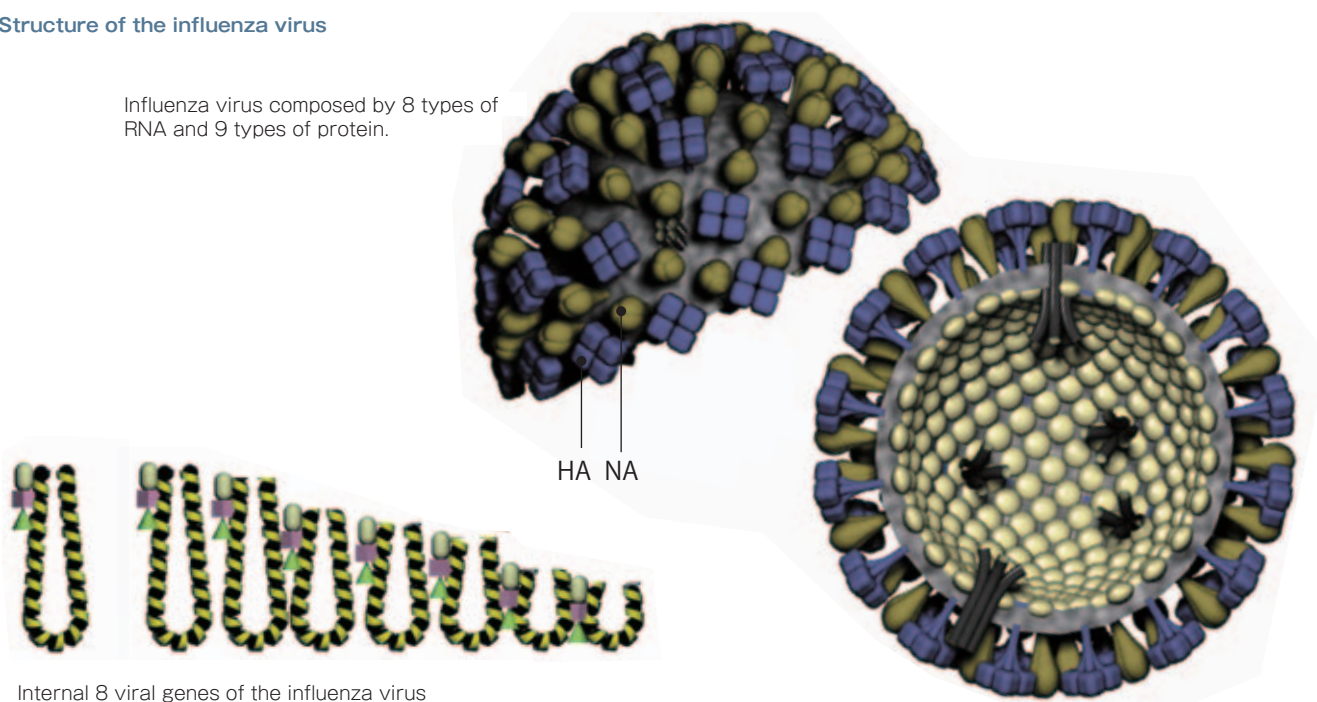 Structure of the influenza virus
Influenza virus composed by 8 types of
RNA and 9 types of protein.
HA NA
Internal 8 viral genes of the influenza virus